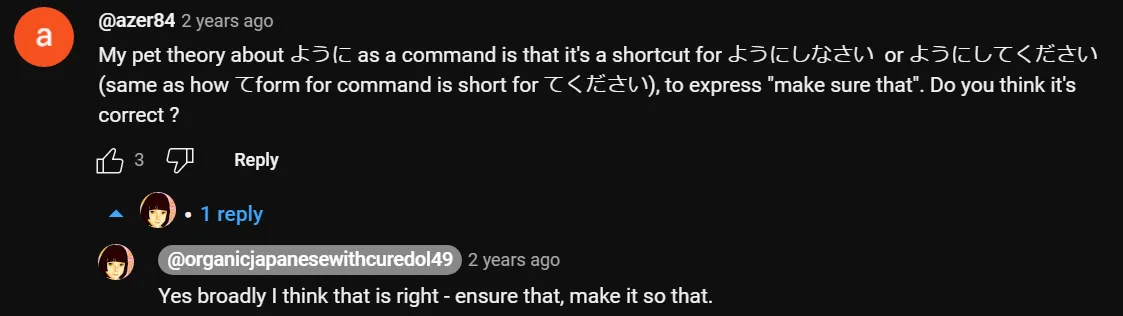 a
@azer84 2 years ago
My pet theory about ように as a command is that it's a shortcut for ようにしなさい or ようにしてください
(same as how てform for command is short for てください), to express "make sure that". Do you think it's
correct ?
3 Reply
• 1 reply
@organicjapanesewithcuredol49 2 years ago
Yes broadly I think that is right - ensure that, make it so that.